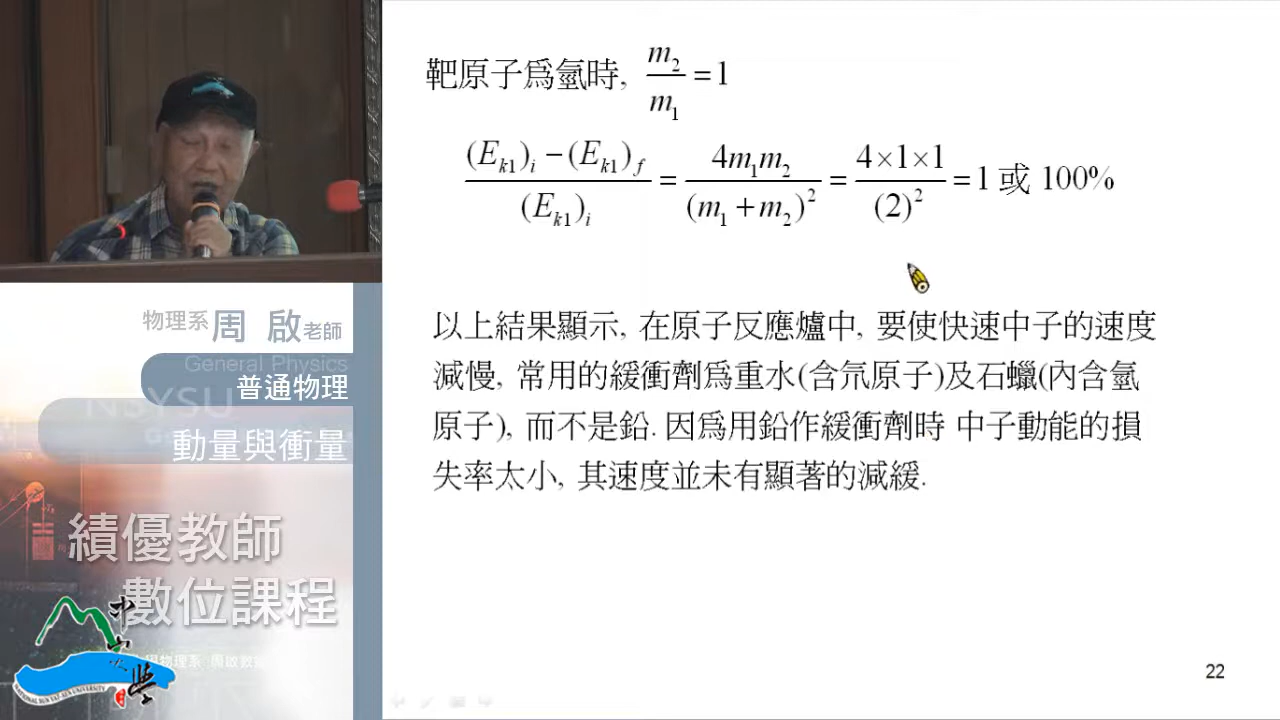 靶原子爲氫時, m₂/m₁ = 1
((E_k1)_i − (E_k1)_f)/(E_k1)_i = 4m₁m₂/(m₁+m₂)² = 4×1×1/(2)² = 1 或 100%
以上結果顯示, 在原子反應爐中, 要使快速中子的速度
減慢, 常用的緩衝劑爲重水(含氘原子)及石蠟(內含氫
原子), 而不是鉛. 因爲用鉛作緩衝劑時 中子動能的損
失率太小, 其速度並未有顯著的減緩.
22
物理系周 啟老師
General Physics
普通物理
NSYSU
動量與衝量
績優教師
數位課程